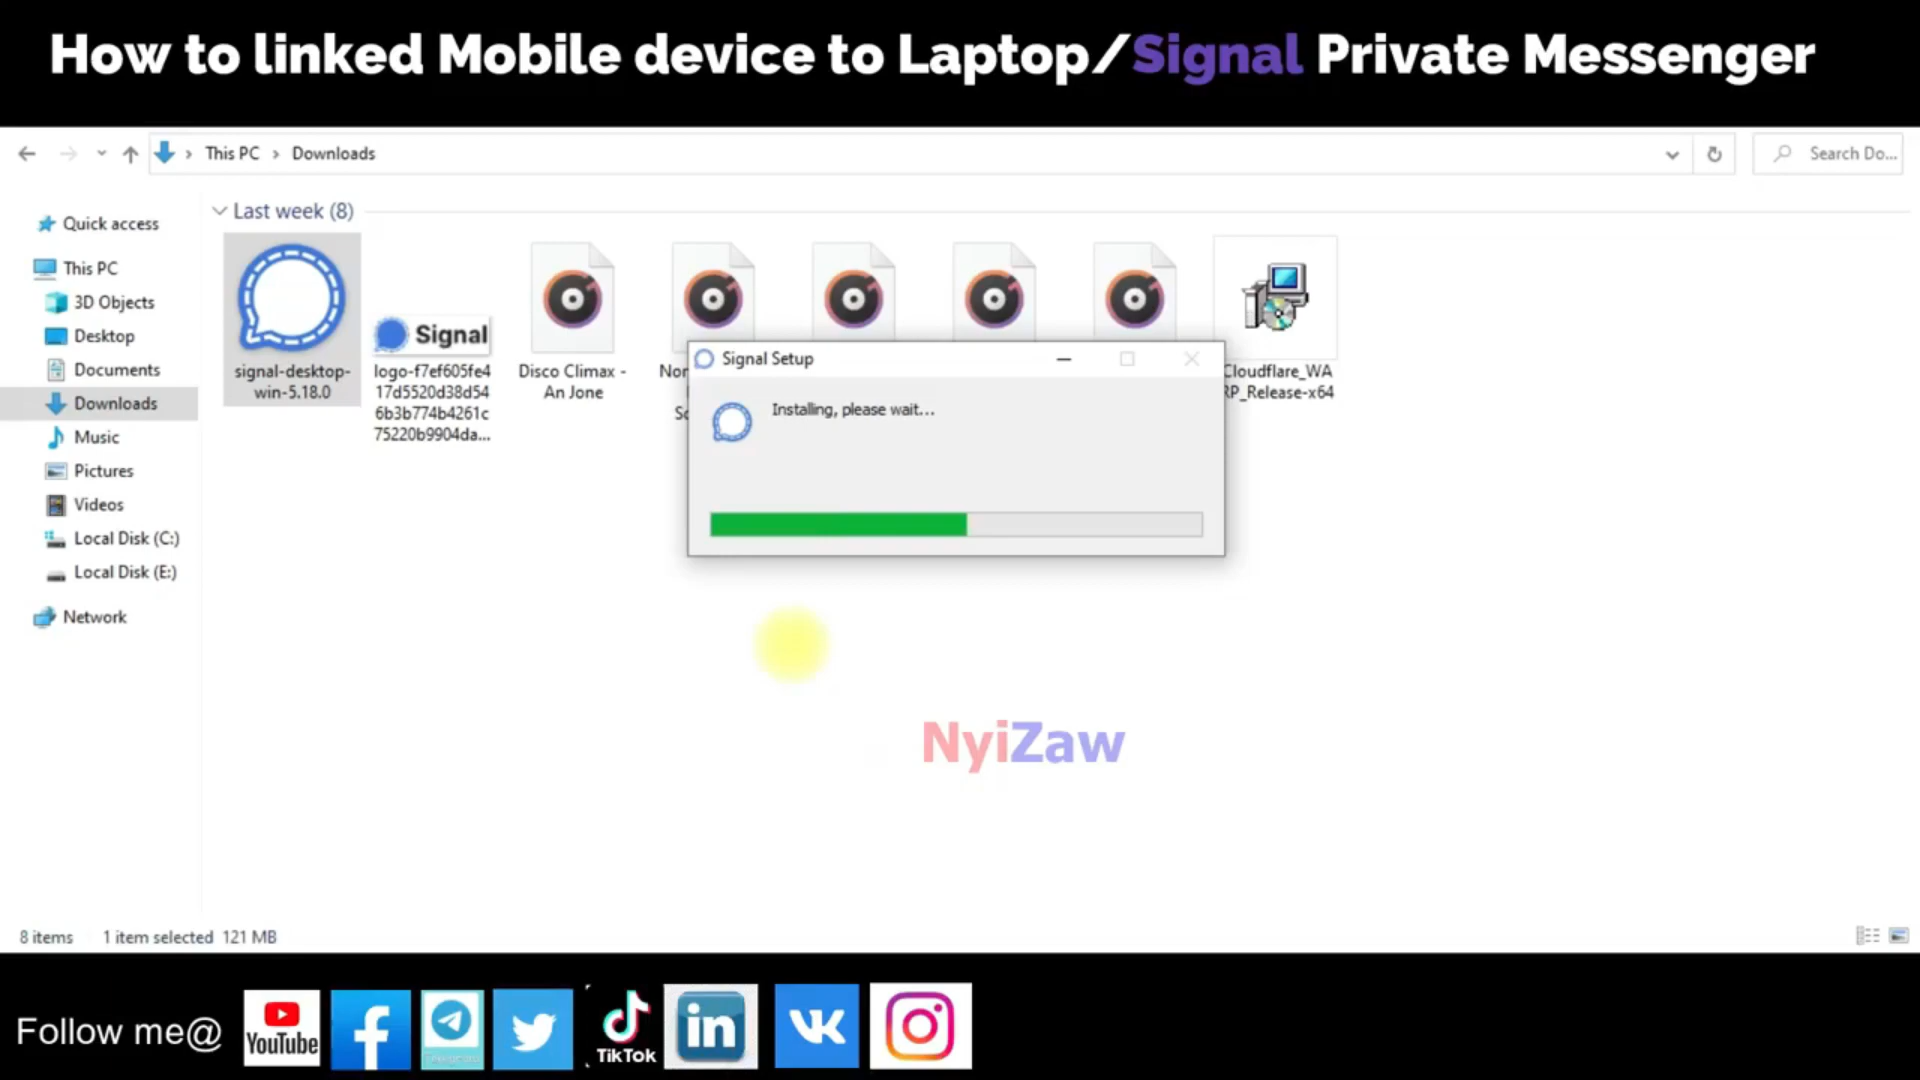 How to linked Mobile device to Laptop/Signal Private Messenger
This PC
Downloads
Search Do...
Quick access
This PC
3D Objects
Desktop
Documents
Downloads
Music
Pictures
Videos
Local Disk (C:)
Local Disk (E:)
Network
Last week (8)
signal-desktop-
win-5.18.0
Signal
logo-f7ef605fe4
17d5520d38d54
6b3b774b4261c
75220b9904da...
Disco Climax -
An Jone
Cloudflare_WA
RP_Release-x64
Signal Setup
Installing, please wait...
NyiZaw
8 items
1 item selected 121 MB
Follow me@
YouTube
TikTok
in